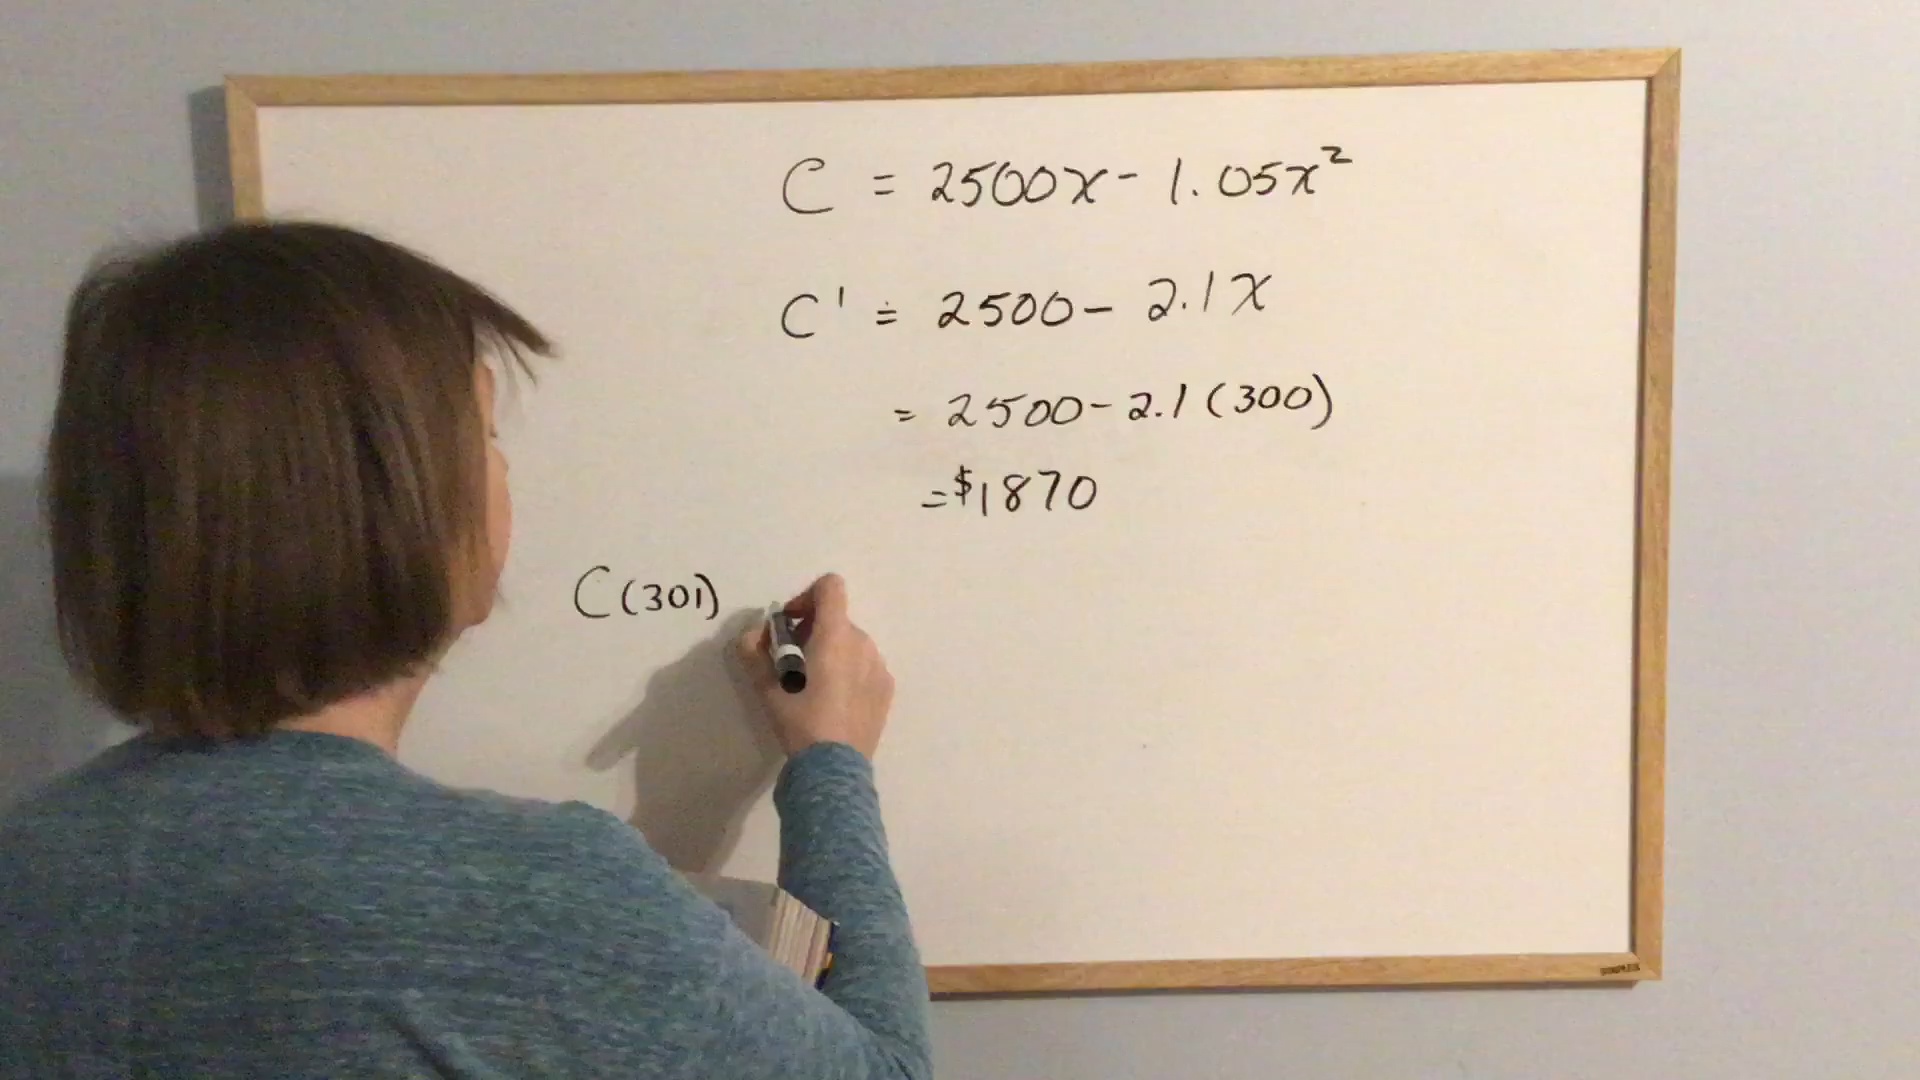 C = 2500x - 1.05x²
C' = 2500 - 2.1x
= 2500 - 2.1 (300)
= $1870
C (301)